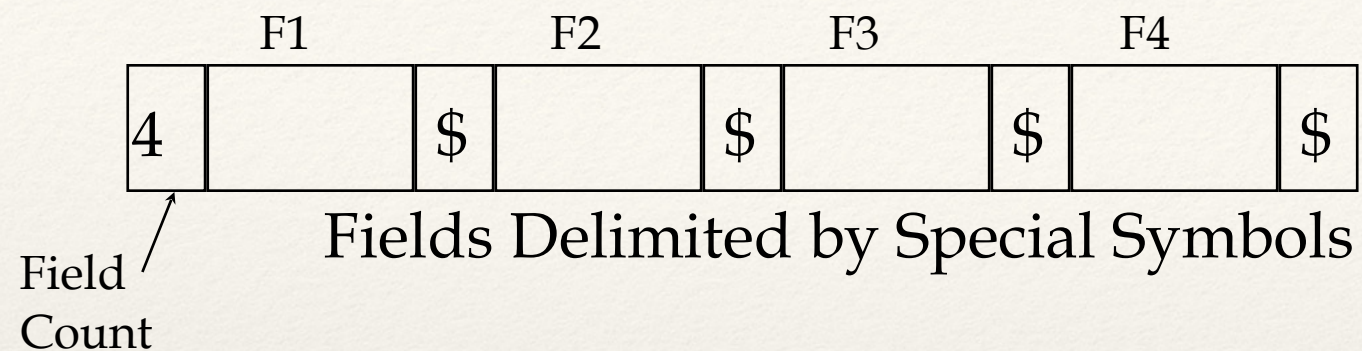 F1 F2 F3 F4
4 $ $ $ $
Fields Delimited by Special Symbols
Field
Count